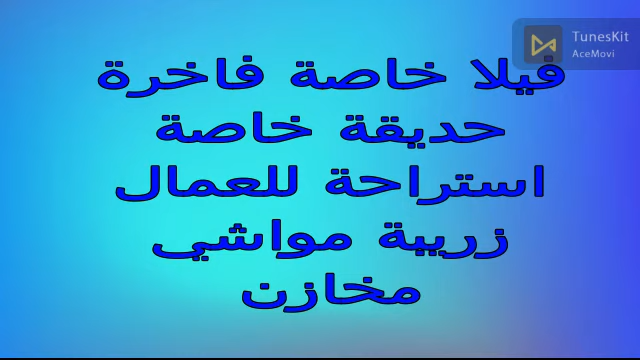 TunesKit
AceMovi
فيلا خاصة فاخرة
حديقة خاصة
استراحة للعمال
زريبة مواشي
مخازن